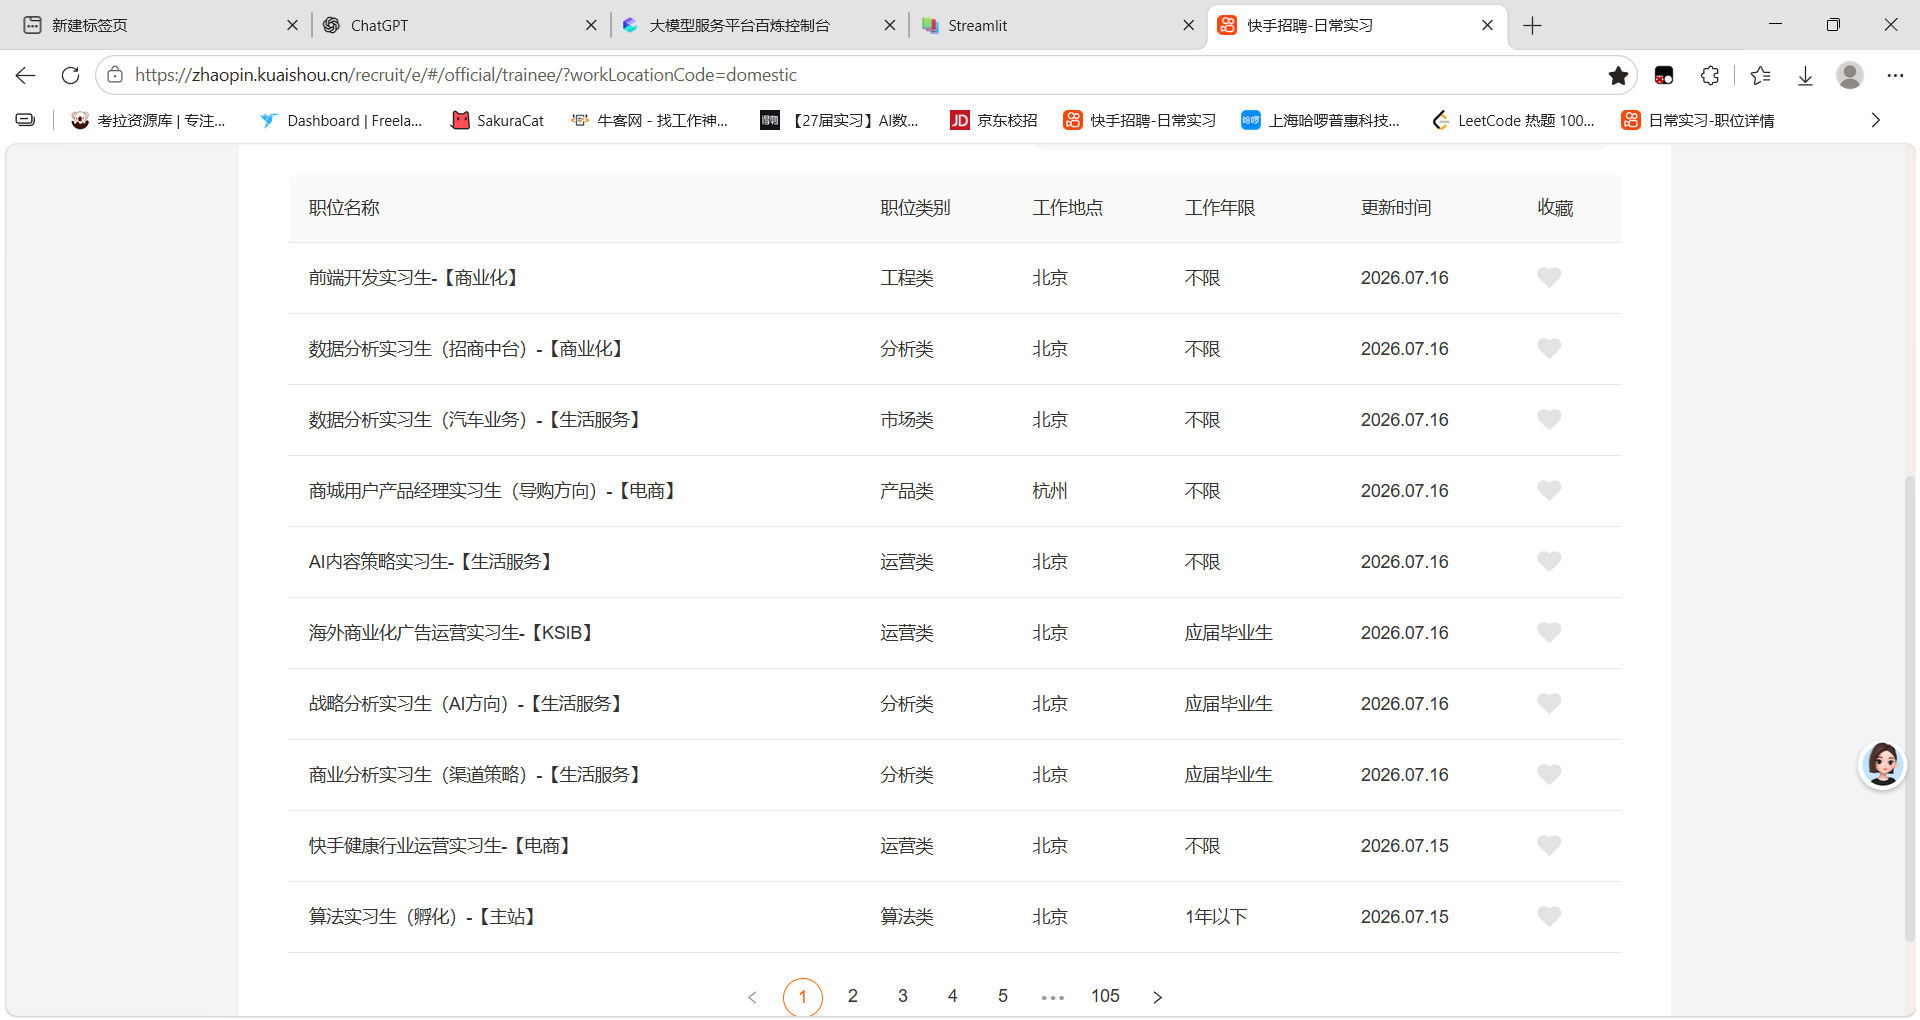 新建标签页
ChatGPT
大模型服务平台百炼控制台
Streamlit
快手招聘-日常实习
https://zhaopin.kuaishou.cn/recruit/e/#/official/trainee/?workLocationCode=domestic
考拉资源库 | 专注...
Dashboard | Freela...
SakuraCat
牛客网 - 找工作神...
【27届实习】AI数...
JD 京东校招
快手招聘-日常实习
上海哈啰普惠科技...
LeetCode 热题 100...
日常实习-职位详情
职位名称 职位类别 工作地点 工作年限 更新时间 收藏
前端开发实习生-【商业化】 工程类 北京 不限 2026.07.16
数据分析实习生（招商中台）-【商业化】 分析类 北京 不限 2026.07.16
数据分析实习生（汽车业务）-【生活服务】 市场类 北京 不限 2026.07.16
商城用户产品经理实习生（导购方向）-【电商】 产品类 杭州 不限 2026.07.16
AI内容策略实习生-【生活服务】 运营类 北京 不限 2026.07.16
海外商业化广告运营实习生-【KSIB】 运营类 北京 应届毕业生 2026.07.16
战略分析实习生（AI方向）-【生活服务】 分析类 北京 应届毕业生 2026.07.16
商业分析实习生（渠道策略）-【生活服务】 分析类 北京 应届毕业生 2026.07.16
快手健康行业运营实习生-【电商】 运营类 北京 不限 2026.07.15
算法实习生（孵化）-【主站】 算法类 北京 1年以下 2026.07.15
1 2 3 4 5 ••• 105